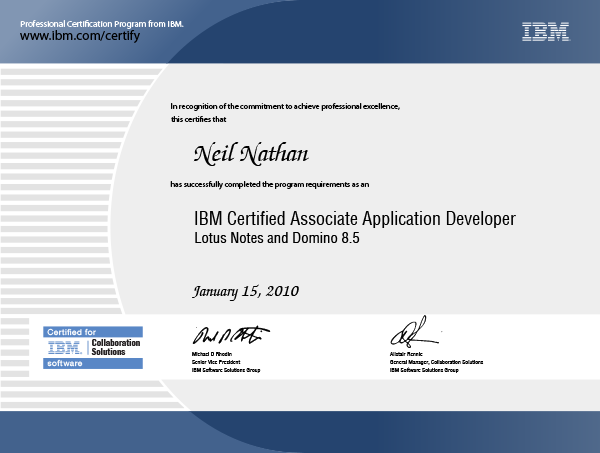 Professional Certification Program from IBM.
www.ibm.com/certify
IBM
In recognition of the commitment to achieve professional excellence,
this certifies that
Neil Nathan
has successfully completed the program requirements as an
IBM Certified Associate Application Developer
Lotus Notes and Domino 8.5
January 15, 2010
Certified for
IBM Collaboration
Solutions
software
Michael D Rhodin
Senior Vice President
IBM Software Solutions Group
Alistair Rennie
General Manager, Collaboration Solutions
IBM Software Solutions Group